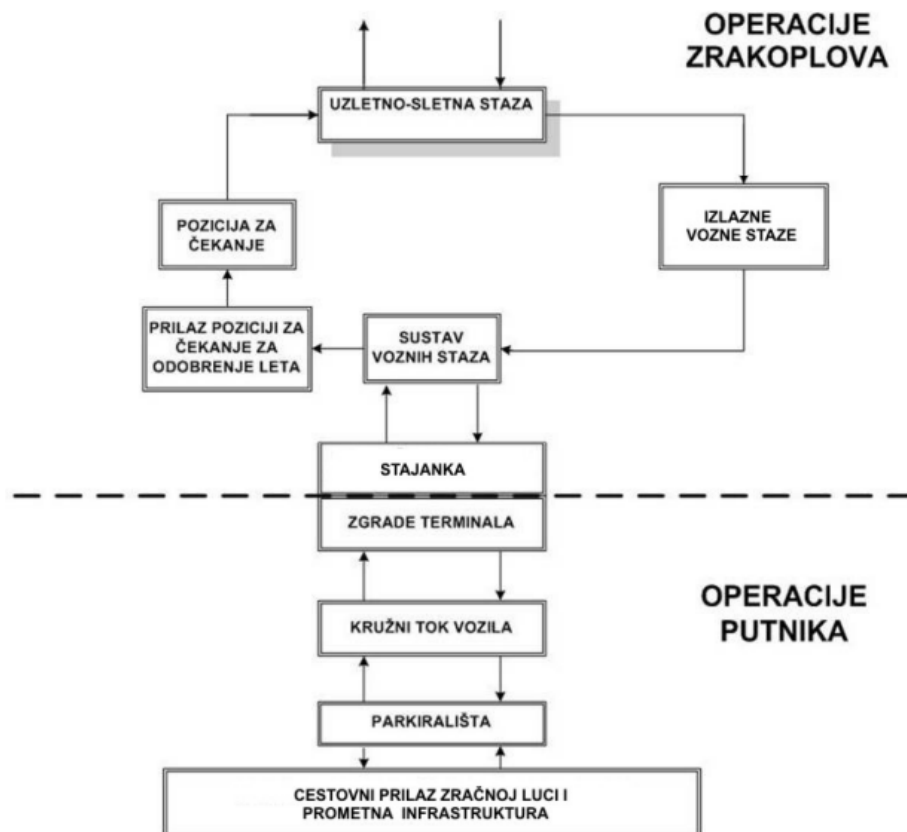 OPERACIJE
ZRAKOPLOVA
UZLETNO-SLETNA STAZA
POZICIJA ZA
ČEKANJE
IZLAZNE
VOZNE STAZE
PRILAZ POZICIJI ZA
ČEKANJE ZA
ODOBRENJE LETA
SUSTAV
VOZNIH STAZA
STAJANKA
ZGRADE TERMINALA
OPERACIJE
PUTNIKA
KRUŽNI TOK VOZILA
PARKIRALIŠTA
CESTOVNI PRILAZ ZRAČNOJ LUCI I
PROMETNA INFRASTRUKTURA